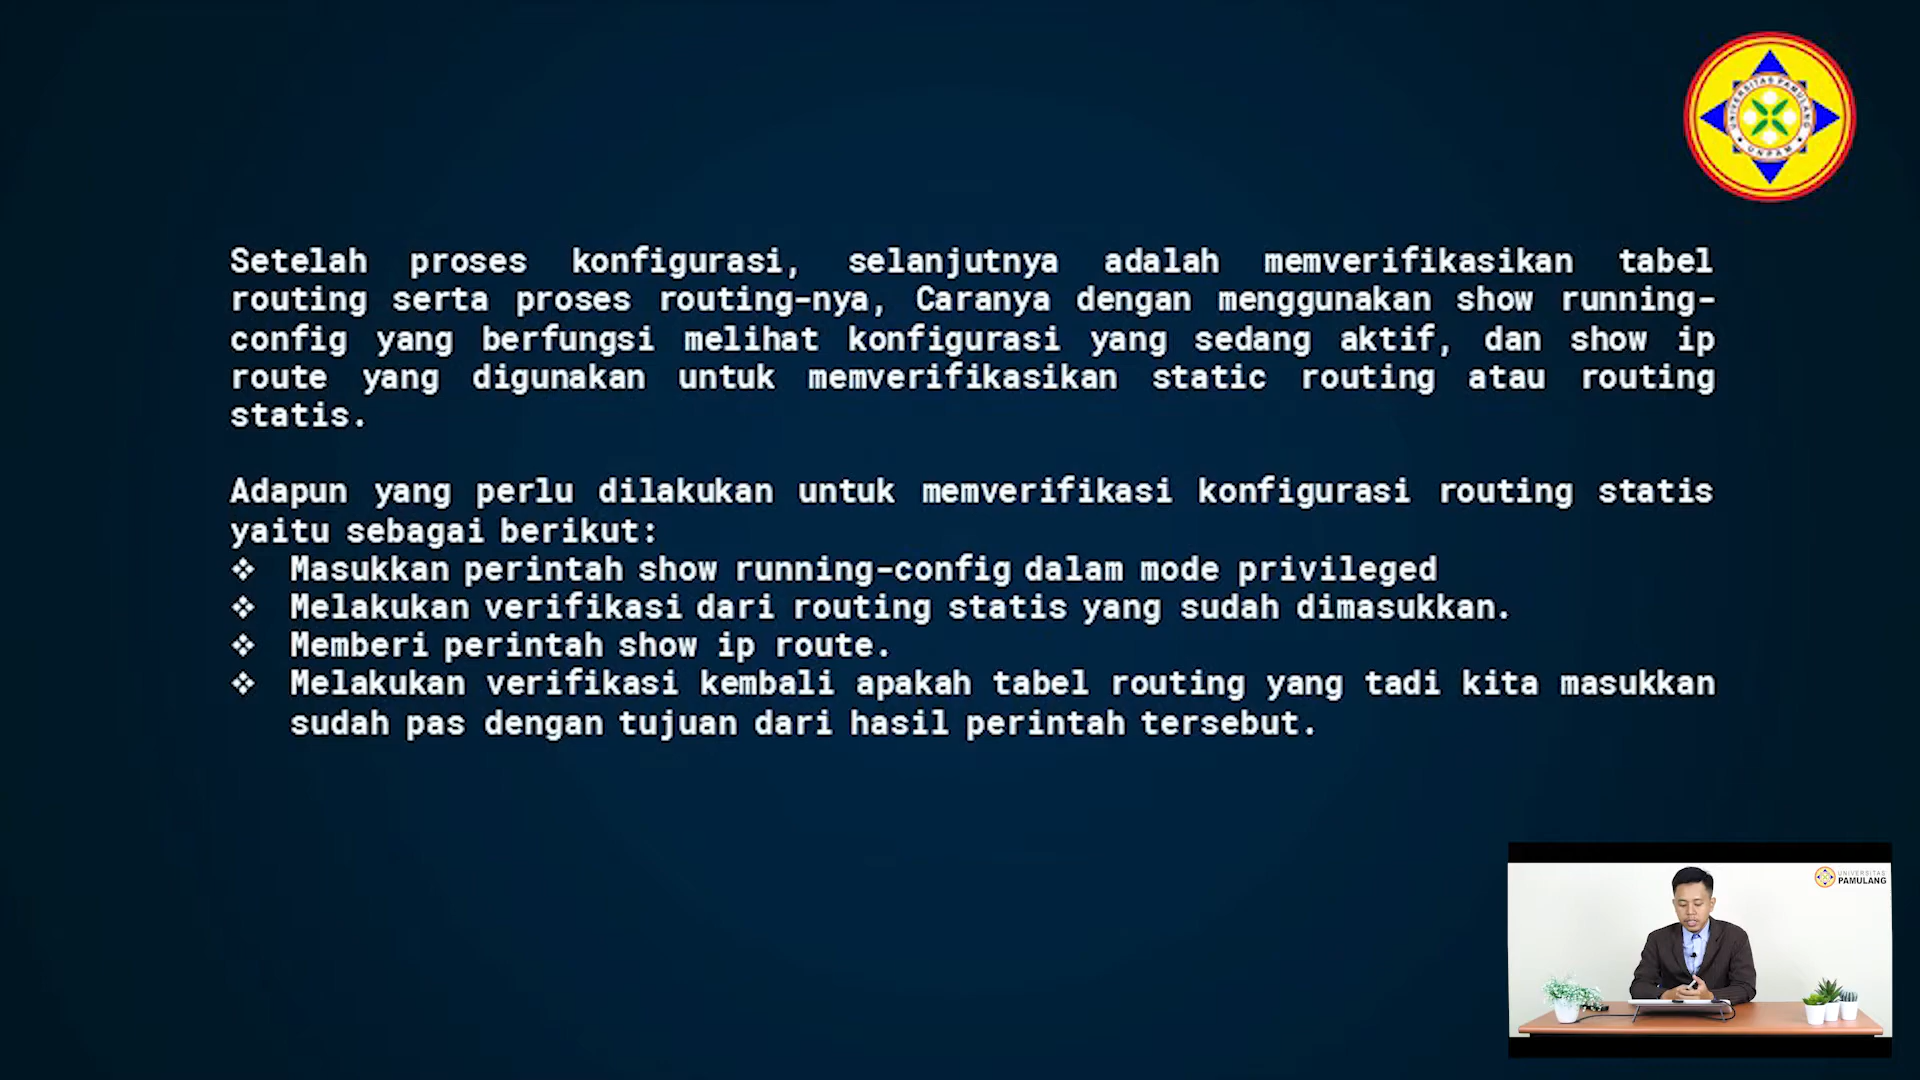 UNIVERSITAS PAMULANG
UNPAM
Setelah proses konfigurasi, selanjutnya adalah memverifikasikan tabel
routing serta proses routing-nya, Caranya dengan menggunakan show running-
config yang berfungsi melihat konfigurasi yang sedang aktif, dan show ip
route yang digunakan untuk memverifikasikan static routing atau routing
statis.
Adapun yang perlu dilakukan untuk memverifikasi konfigurasi routing statis
yaitu sebagai berikut:
❖ Masukkan perintah show running-config dalam mode privileged
❖ Melakukan verifikasi dari routing statis yang sudah dimasukkan.
❖ Memberi perintah show ip route.
❖ Melakukan verifikasi kembali apakah tabel routing yang tadi kita masukkan
sudah pas dengan tujuan dari hasil perintah tersebut.
UNIVERSITAS
PAMULANG